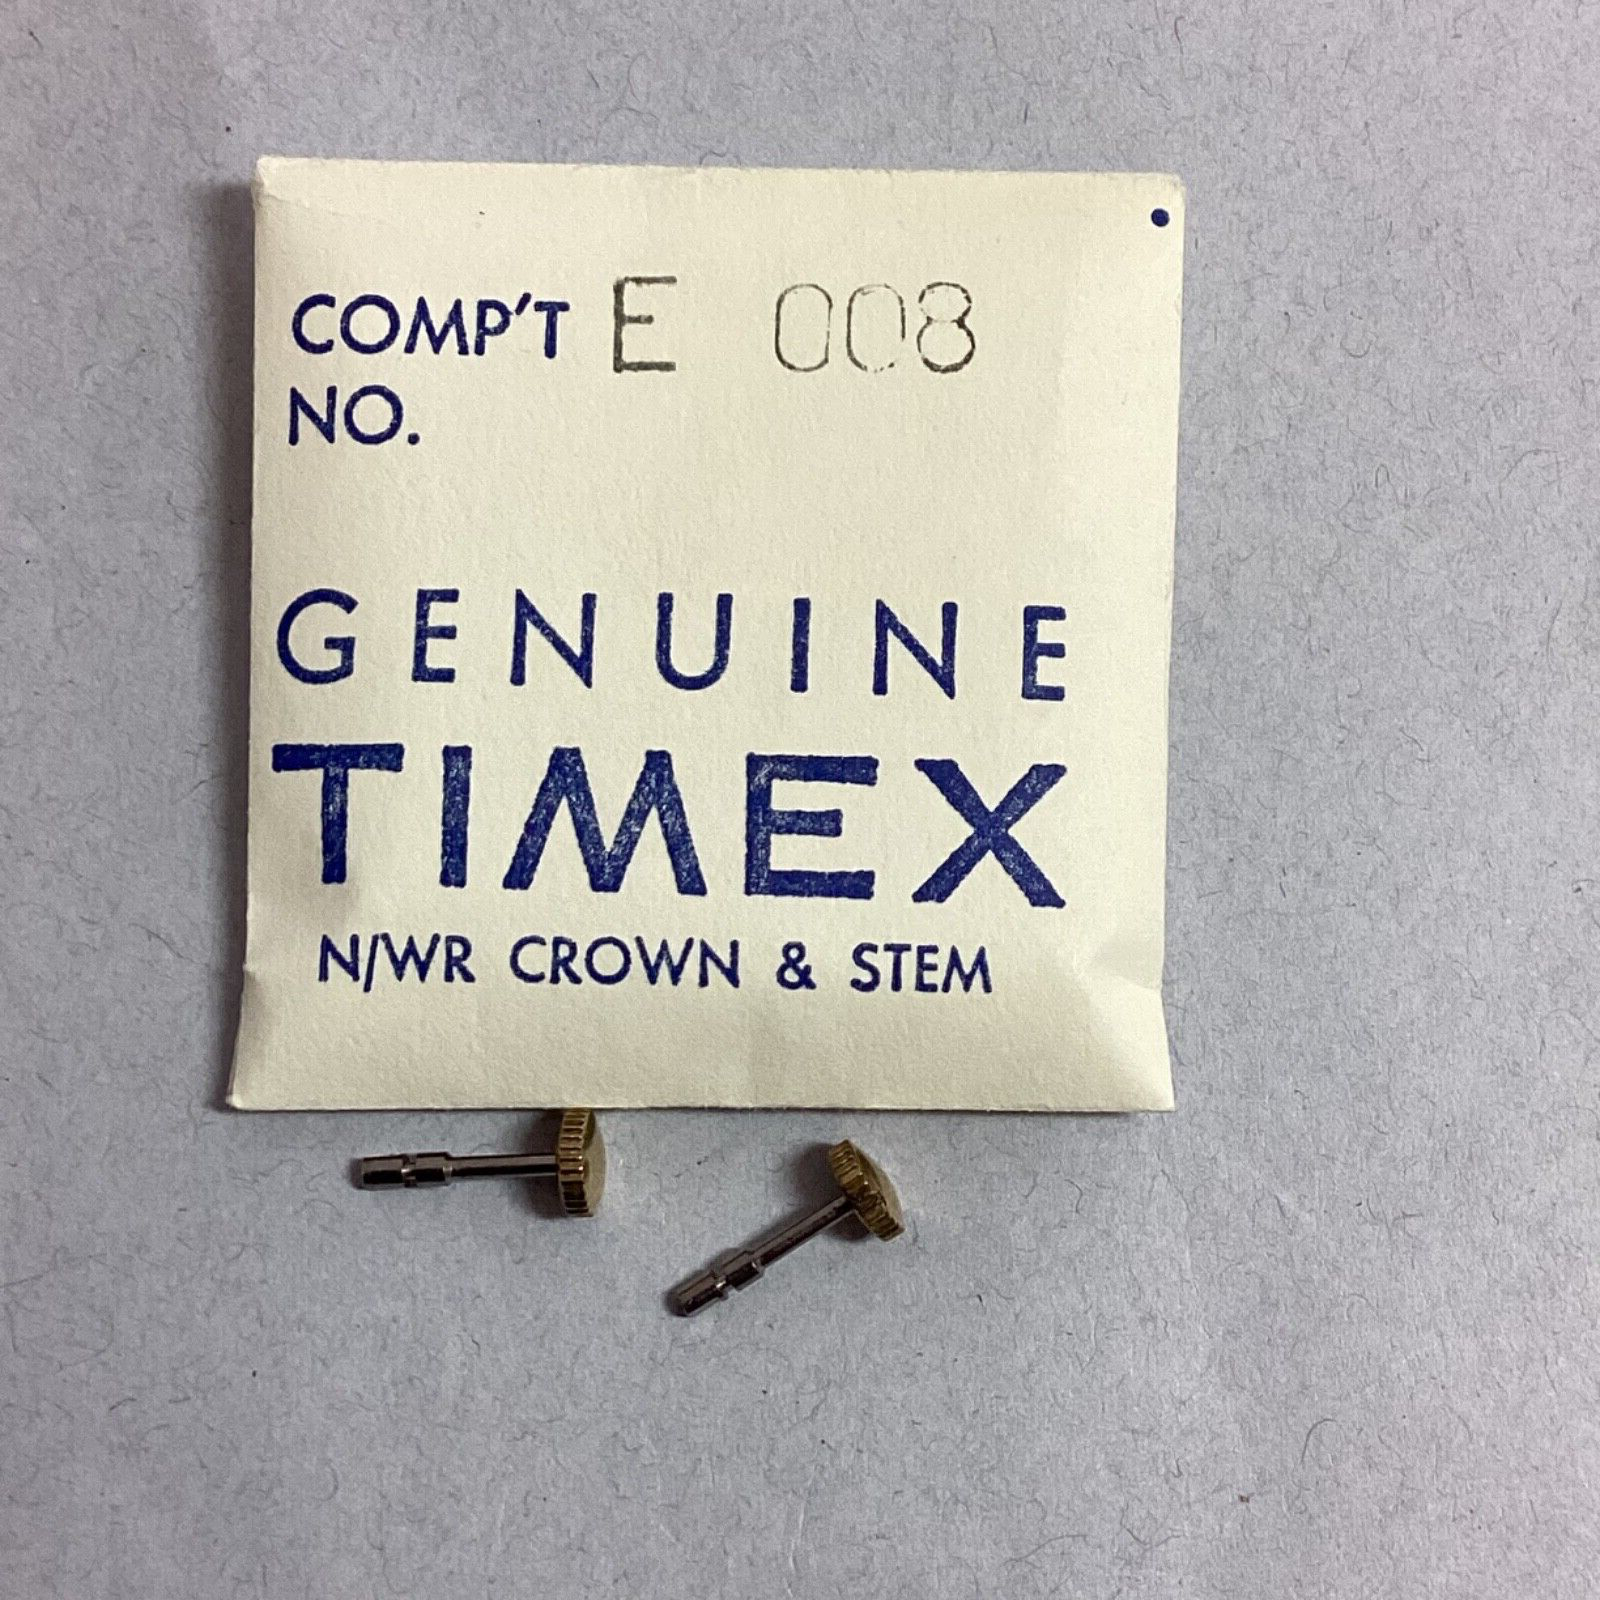 COMP'T E 008
NO.
GENUINE
TIMEX
N/WR CROWN & STEM